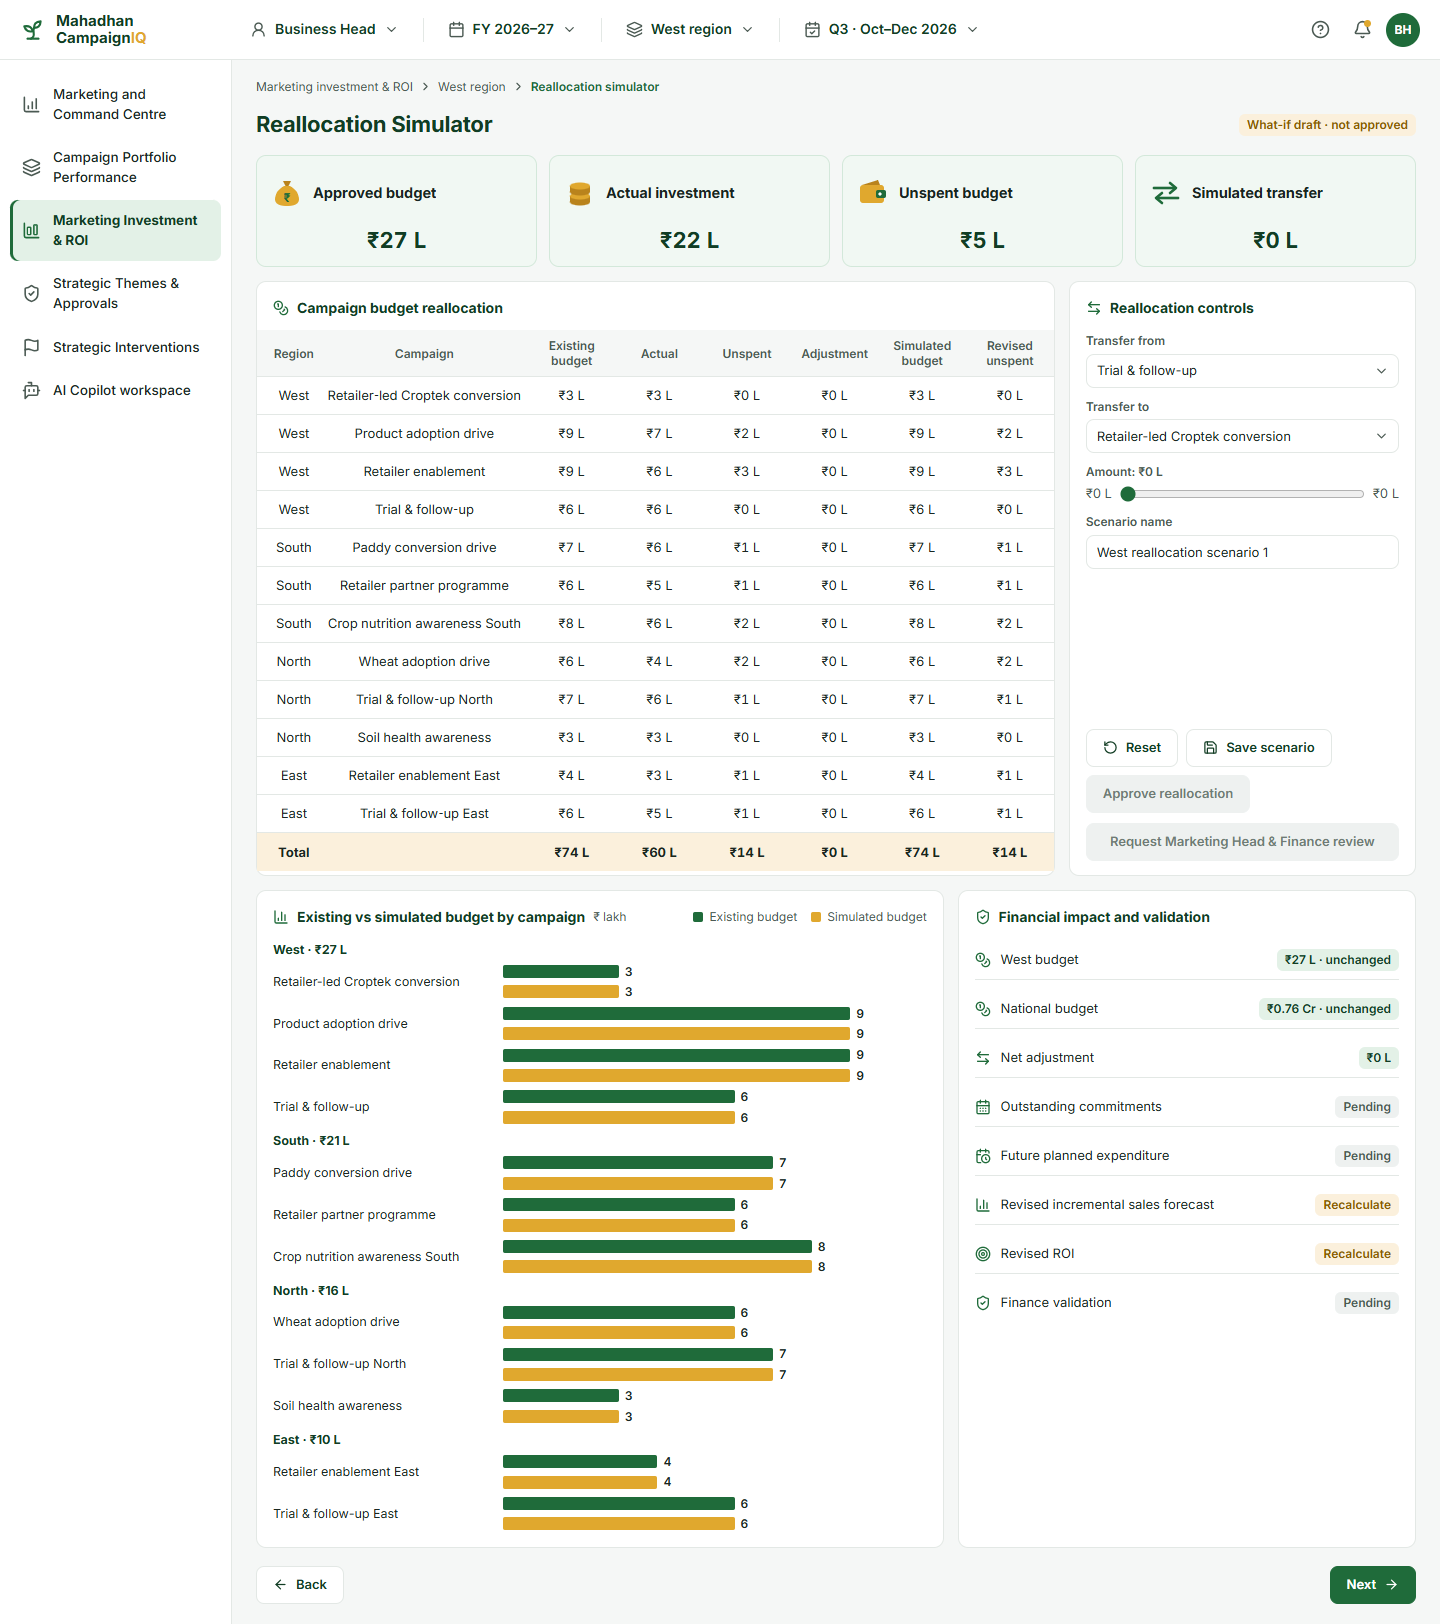 Mahadhan
CampaignIQ
Business Head
FY 2026–27
West region
Q3 · Oct–Dec 2026
BH
Marketing and
Command Centre
Campaign Portfolio
Performance
Marketing Investment
& ROI
Strategic Themes &
Approvals
Strategic Interventions
AI Copilot workspace
Marketing investment & ROI > West region > Reallocation simulator
Reallocation Simulator
What-if draft · not approved
Approved budget
₹27 L
Actual investment
₹22 L
Unspent budget
₹5 L
Simulated transfer
₹0 L
Campaign budget reallocation
Region Campaign Existing budget Actual Unspent Adjustment Simulated budget Revised unspent
West Retailer-led Croptek conversion ₹3 L ₹3 L ₹0 L ₹0 L ₹3 L ₹0 L
West Product adoption drive ₹9 L ₹7 L ₹2 L ₹0 L ₹9 L ₹2 L
West Retailer enablement ₹9 L ₹6 L ₹3 L ₹0 L ₹9 L ₹3 L
West Trial & follow-up ₹6 L ₹6 L ₹0 L ₹0 L ₹6 L ₹0 L
South Paddy conversion drive ₹7 L ₹6 L ₹1 L ₹0 L ₹7 L ₹1 L
South Retailer partner programme ₹6 L ₹5 L ₹1 L ₹0 L ₹6 L ₹1 L
South Crop nutrition awareness South ₹8 L ₹6 L ₹2 L ₹0 L ₹8 L ₹2 L
North Wheat adoption drive ₹6 L ₹4 L ₹2 L ₹0 L ₹6 L ₹2 L
North Trial & follow-up North ₹7 L ₹6 L ₹1 L ₹0 L ₹7 L ₹1 L
North Soil health awareness ₹3 L ₹3 L ₹0 L ₹0 L ₹3 L ₹0 L
East Retailer enablement East ₹4 L ₹3 L ₹1 L ₹0 L ₹4 L ₹1 L
East Trial & follow-up East ₹6 L ₹5 L ₹1 L ₹0 L ₹6 L ₹1 L
Total ₹74 L ₹60 L ₹14 L ₹0 L ₹74 L ₹14 L
Reallocation controls
Transfer from
Trial & follow-up
Transfer to
Retailer-led Croptek conversion
Amount: ₹0 L
₹0 L ₹0 L
Scenario name
West reallocation scenario 1
Reset
Save scenario
Approve reallocation
Request Marketing Head & Finance review
Existing vs simulated budget by campaign ₹ lakh
Existing budget Simulated budget
West · ₹27 L
Retailer-led Croptek conversion
3
3
Product adoption drive
9
9
Retailer enablement
9
9
Trial & follow-up
6
6
South · ₹21 L
Paddy conversion drive
7
7
Retailer partner programme
6
6
Crop nutrition awareness South
8
8
North · ₹16 L
Wheat adoption drive
6
6
Trial & follow-up North
7
7
Soil health awareness
3
3
East · ₹10 L
Retailer enablement East
4
4
Trial & follow-up East
6
6
Financial impact and validation
West budget ₹27 L · unchanged
National budget ₹0.76 Cr · unchanged
Net adjustment ₹0 L
Outstanding commitments Pending
Future planned expenditure Pending
Revised incremental sales forecast Recalculate
Revised ROI Recalculate
Finance validation Pending
Back
Next